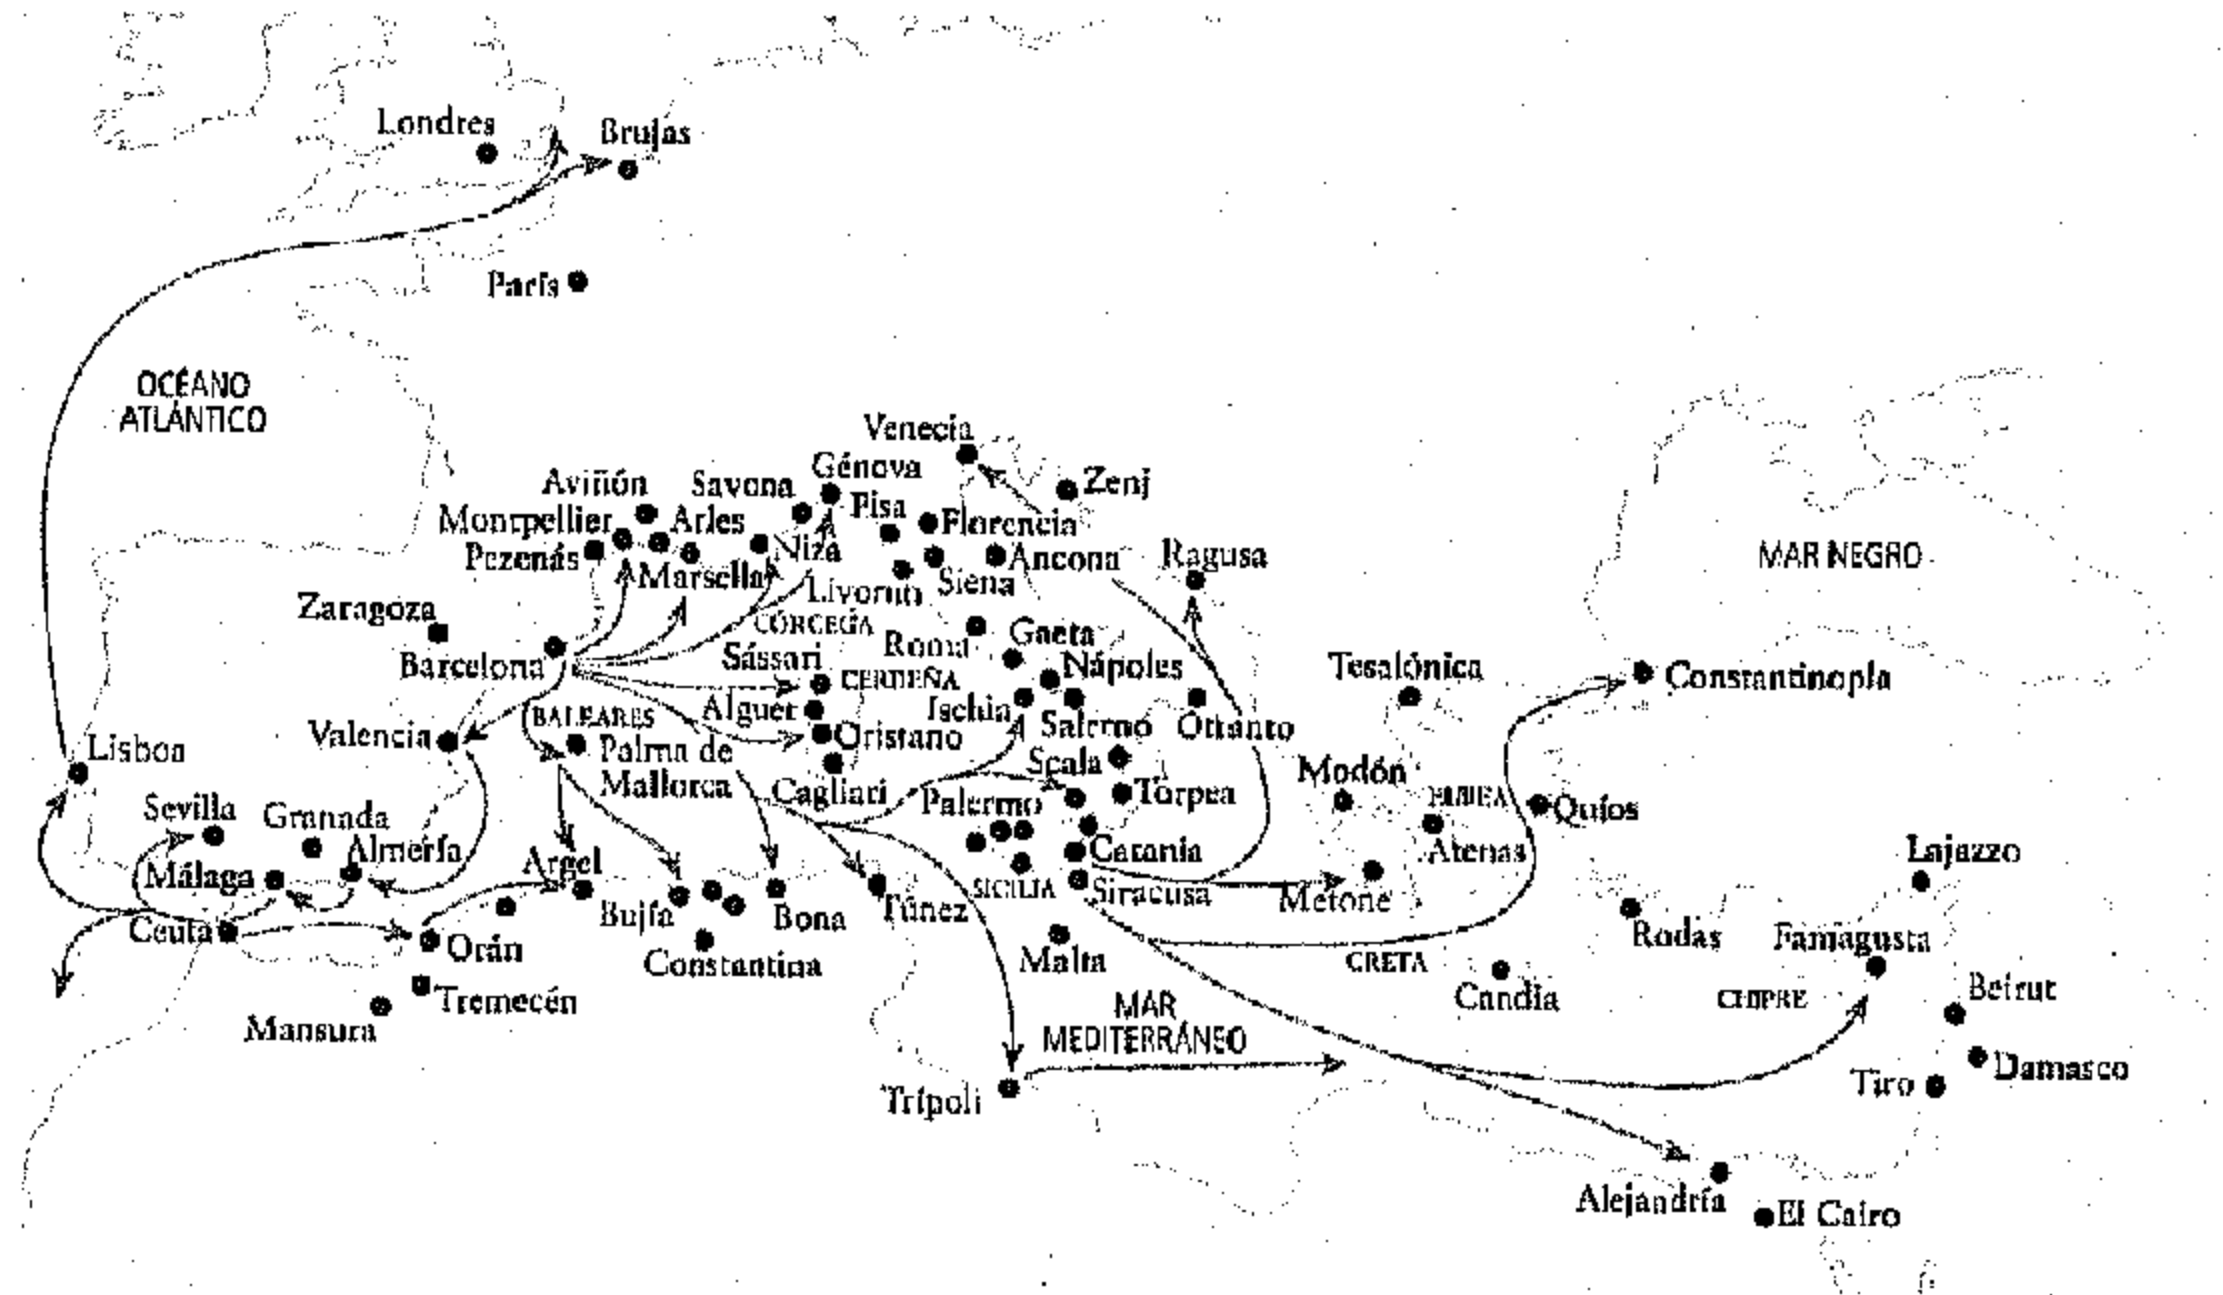 Londres
Brujas
París
OCÉANO
ATLÁNTICO
Venecia
Génova
Zenj
Aviñón
Savona
Pisa
Montpellier
Arles
Florencia
Pezenás
Niza
Ancona
Ragusa
MAR NEGRO
Marsella
Livorno
Siena
Zaragoza
CÓRCEGA
Roma
Gaeta
Barcelona
Sássari
CERDEÑA
Nápoles
Tesalónica
Constantinopla
BALEARES
Alguer
Ischia
Salerno
Otranto
Valencia
Palma de
Mallorca
Oristano
Lisboa
Scala
Modón
Cagliari
Palermo
Torpea
Quíos
Sevilla
Granada
Almería
Catania
Atenas
Lajazzo
Málaga
Argel
SICILIA
Siracusa
Metone
Ceuta
Orán
Bujía
Bona
Túnez
Rodas
Famagusta
Constantina
Malta
CRETA
Candia
CHIPRE
Beirut
Tremecén
Mansura
MAR
MEDITERRÁNEO
Damasco
Tiro
Trípoli
Alejandría
El Cairo